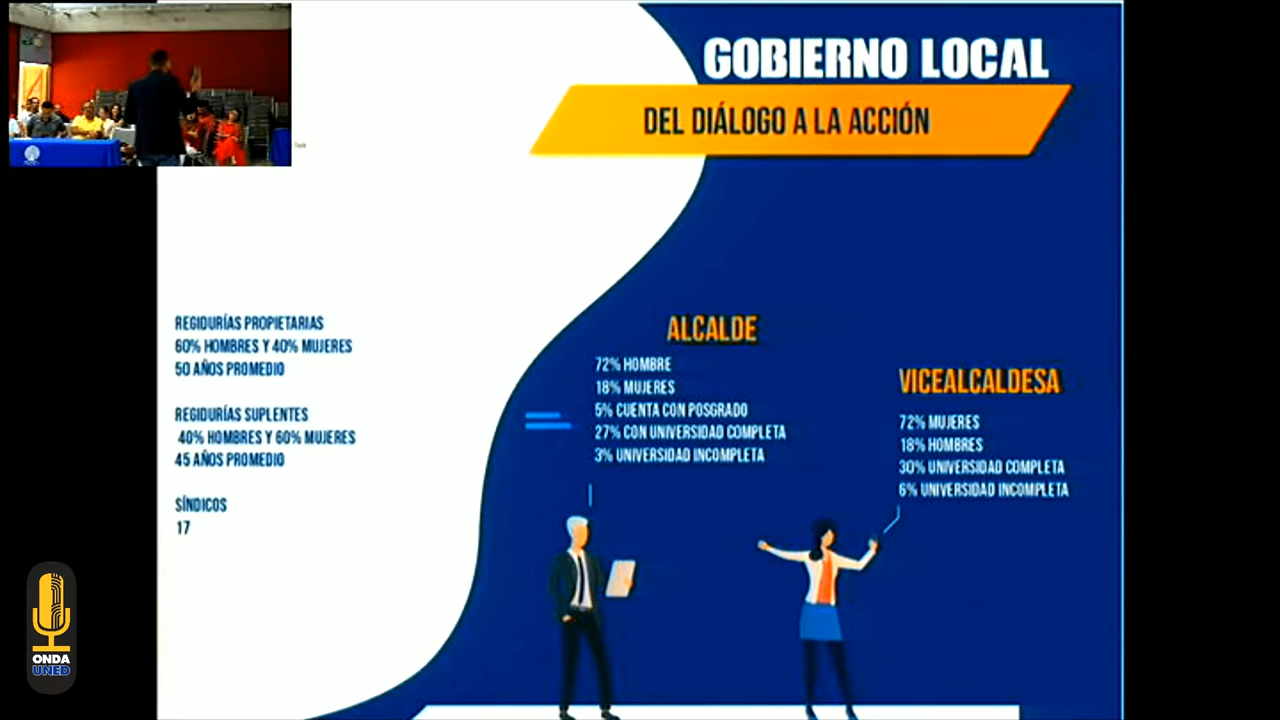 GOBIERNO LOCAL
DEL DIÁLOGO A LA ACCIÓN
REGIDURÍAS PROPIETARIAS
60% HOMBRES Y 40% MUJERES
50 AÑOS PROMEDIO
REGIDURÍAS SUPLENTES
40% HOMBRES Y 60% MUJERES
45 AÑOS PROMEDIO
SÍNDICOS
17
ALCALDE
72% HOMBRE
18% MUJERES
5% CUENTA CON POSGRADO
27% CON UNIVERSIDAD COMPLETA
3% UNIVERSIDAD INCOMPLETA
VICEALCALDESA
72% MUJERES
18% HOMBRES
30% UNIVERSIDAD COMPLETA
6% UNIVERSIDAD INCOMPLETA
ONDA
UNED